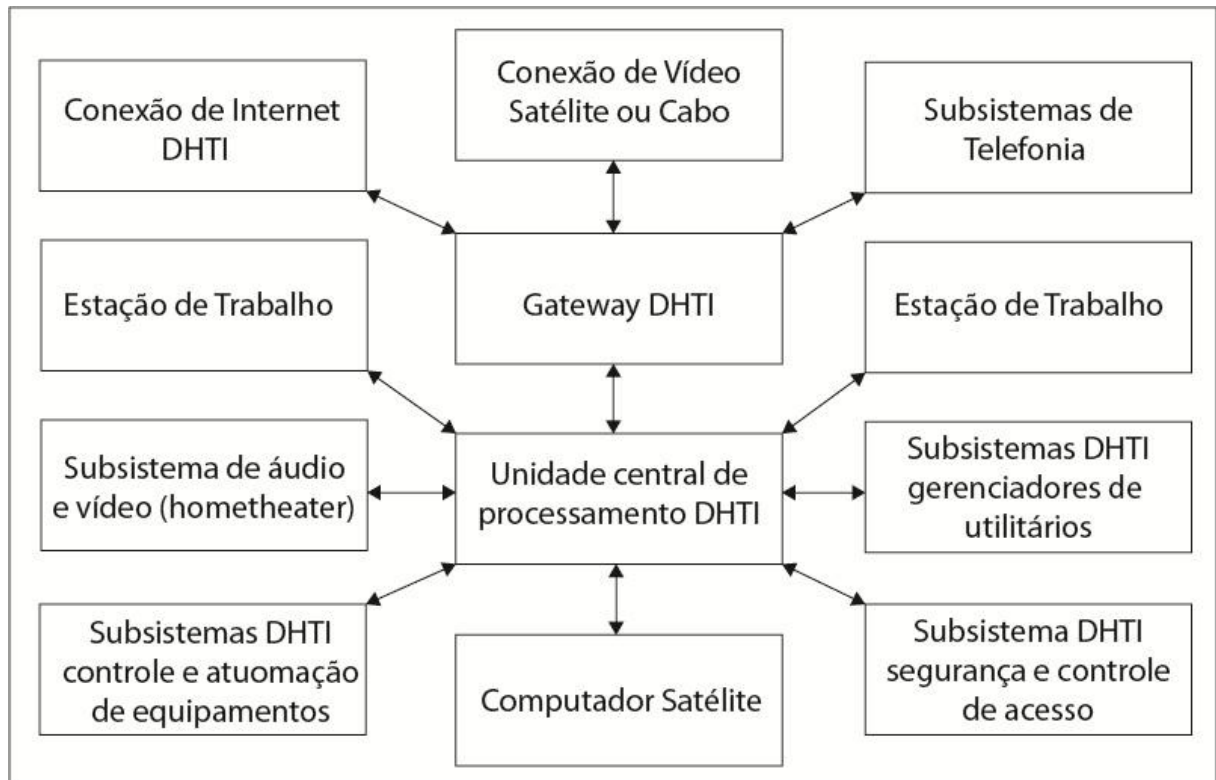 Conexão de Internet
DHTI
Conexão de Vídeo
Satélite ou Cabo
Subsistemas de
Telefonia
Estação de Trabalho
Gateway DHTI
Estação de Trabalho
Subsistema de áudio
e vídeo (hometheater)
Unidade central de
processamento DHTI
Subsistemas DHTI
gerenciadores de
utilitários
Subsistemas DHTI
controle e atuomação
de equipamentos
Computador Satélite
Subsistema DHTI
segurança e controle
de acesso